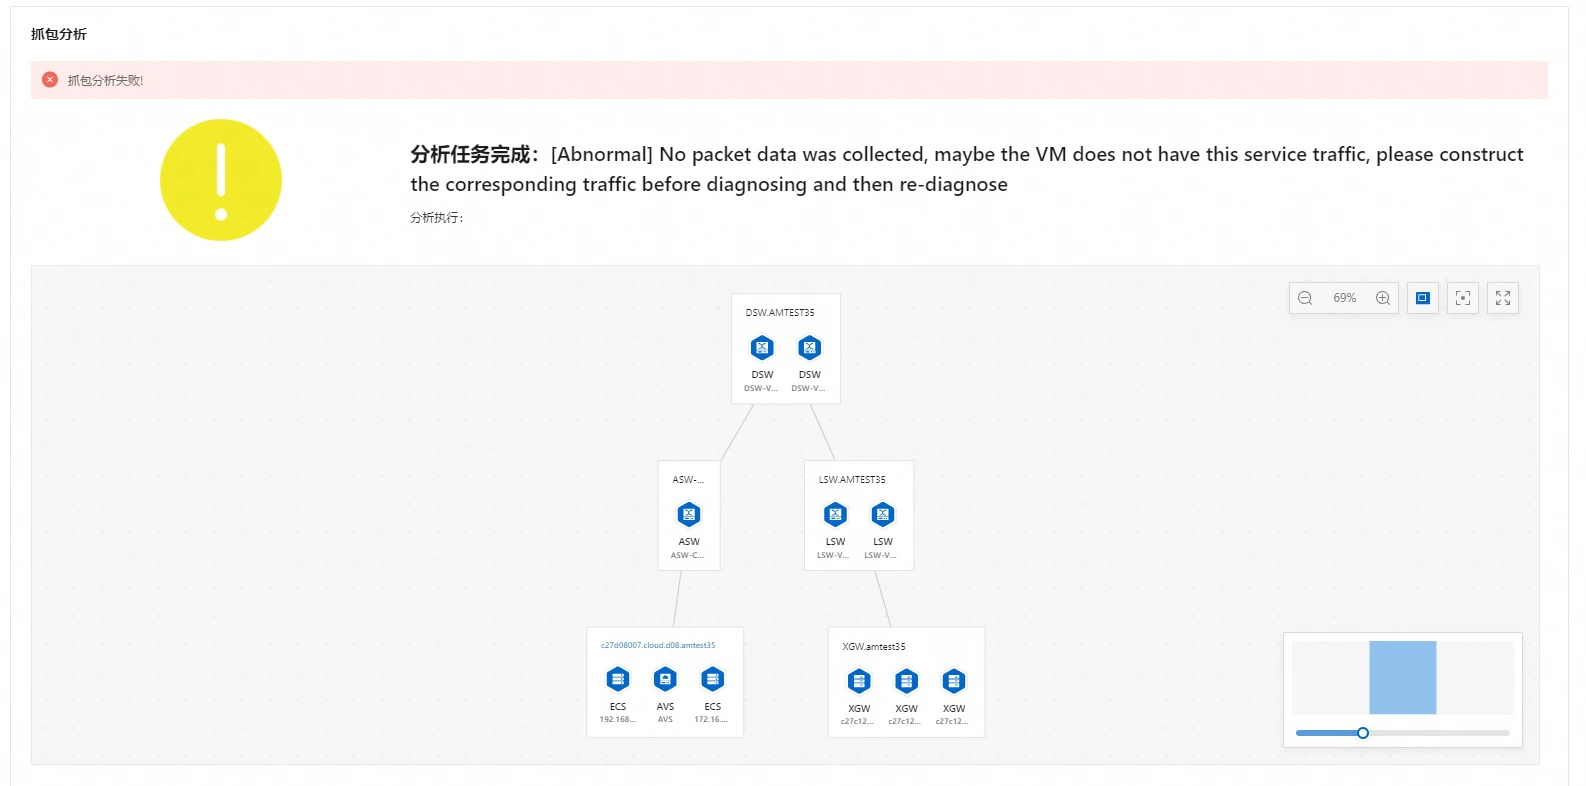 抓包分析
抓包分析失败!
分析任务完成：[Abnormal] No packet data was collected, maybe the VM does not have this service traffic, please construct
the corresponding traffic before diagnosing and then re-diagnose
分析执行：
69%
DSW.AMTEST35
DSW DSW
DSW-V... DSW-V...
ASW-... LSW.AMTEST35
ASW LSW LSW
ASW-C... LSW-V... LSW-V...
c27d08007.cloud.d08.amtest35 XGW.amtest35
ECS AVS ECS XGW XGW XGW
192.168... AVS 172.16.... c27c12... c27c12... c27c12...